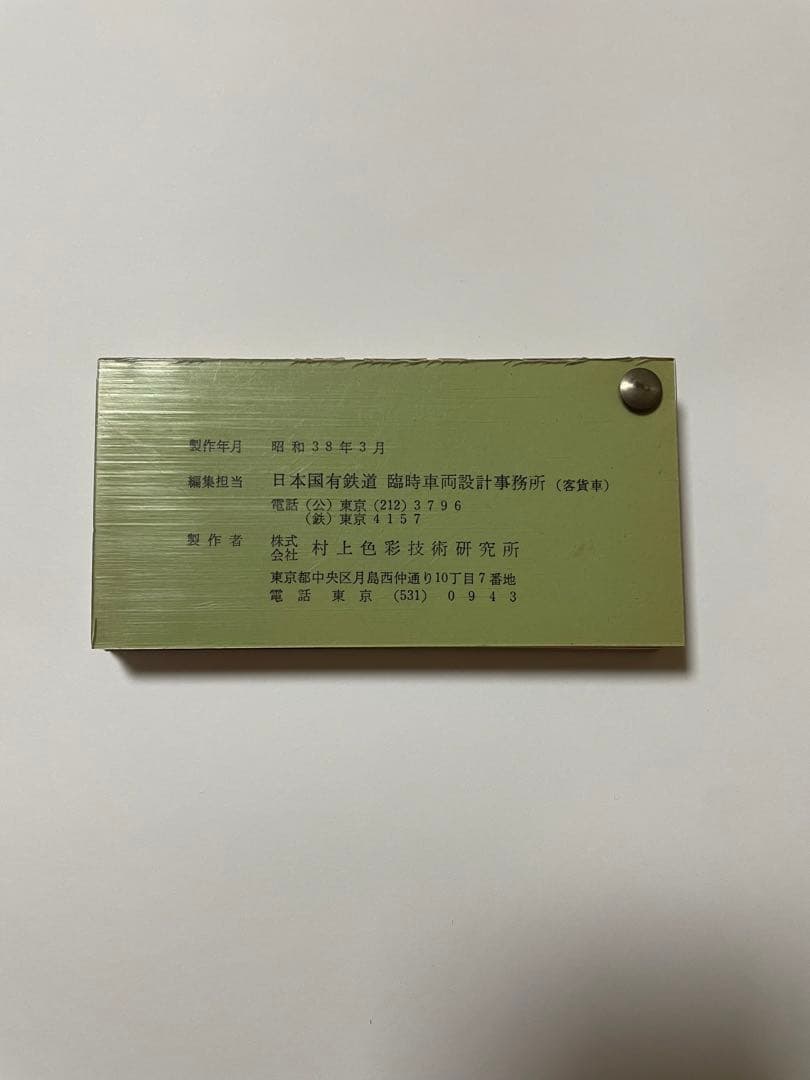 製作年月 昭和38年3月
編集担当 日本国有鉄道 臨時車両設計事務所 (客貨車)
電話 (公) 東京 (212) 3796
(鉄) 東京 4157
製作者 株式会社 村上色彩技術研究所
東京都中央区月島西仲通り10丁目7番地
電話 東京 (531) 0943